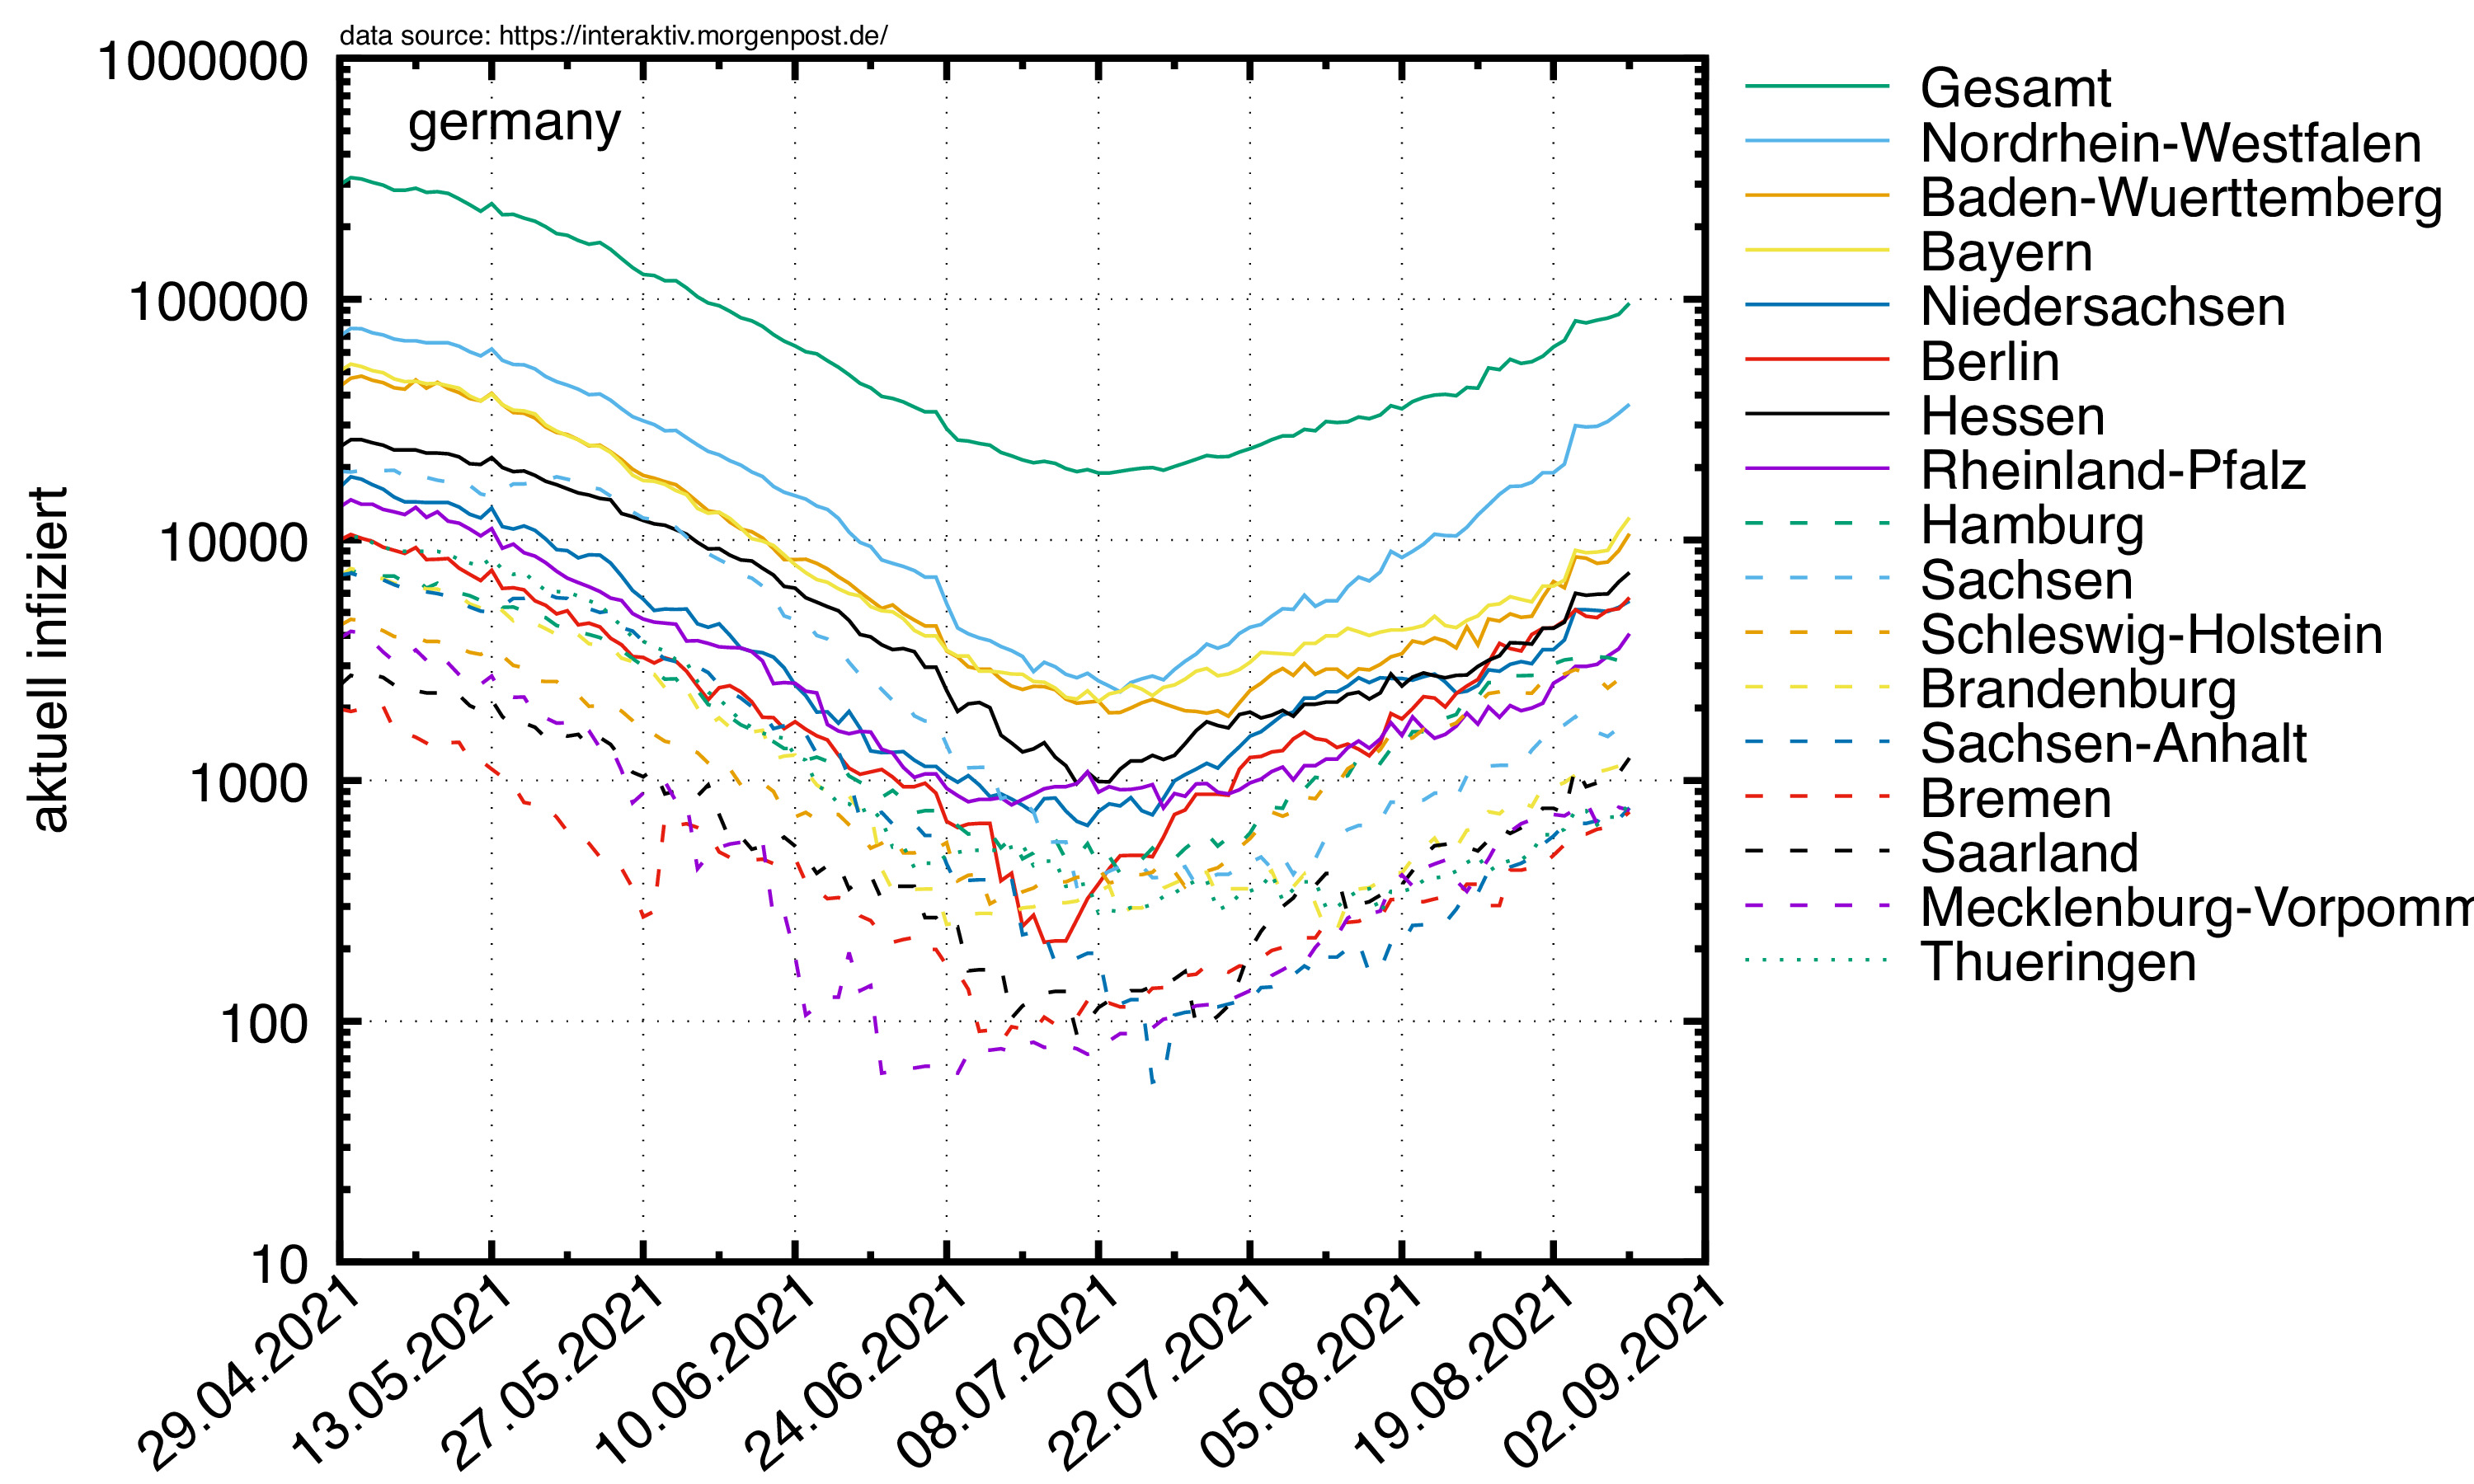 data source: https://interaktiv.morgenpost.de/
germany
aktuell infiziert
1000000
100000
10000
1000
100
10
29.04.2021
13.05.2021
27.05.2021
10.06.2021
24.06.2021
08.07.2021
22.07.2021
05.08.2021
19.08.2021
02.09.2021
Gesamt
Nordrhein-Westfalen
Baden-Wuerttemberg
Bayern
Niedersachsen
Berlin
Hessen
Rheinland-Pfalz
Hamburg
Sachsen
Schleswig-Holstein
Brandenburg
Sachsen-Anhalt
Bremen
Saarland
Mecklenburg-Vorpomm
Thueringen